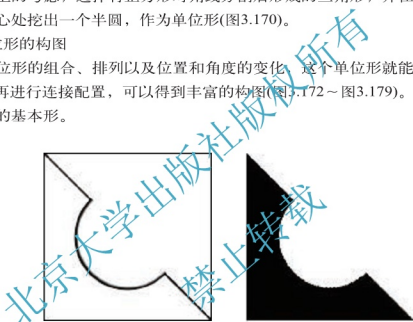 心处挖出一个半圆，作为单位形(图3.170)。
位形的构图
位形的组合、排列以及位置和角度的变化，这个单位形就能
再进行连接配置，可以得到丰富的构图(图3.172～图3.179)。
的基本形。
北京大学出版社版权所有
禁止转载